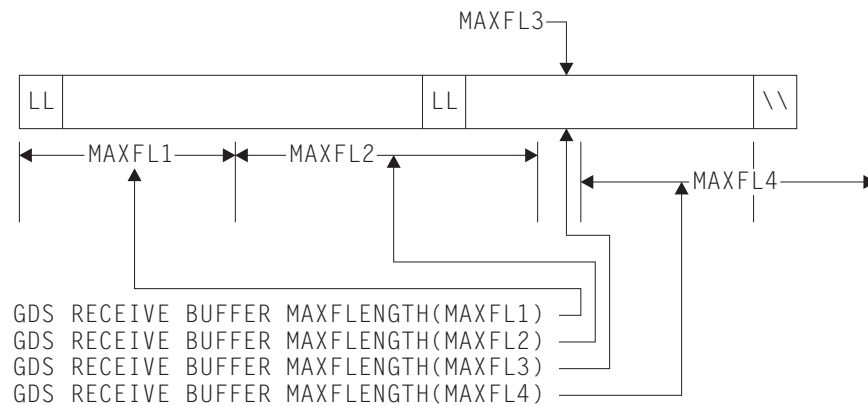 MAXFL3
LL LL \\
MAXFL1 MAXFL2
MAXFL4
GDS RECEIVE BUFFER MAXFLENGTH(MAXFL1)
GDS RECEIVE BUFFER MAXFLENGTH(MAXFL2)
GDS RECEIVE BUFFER MAXFLENGTH(MAXFL3)
GDS RECEIVE BUFFER MAXFLENGTH(MAXFL4)